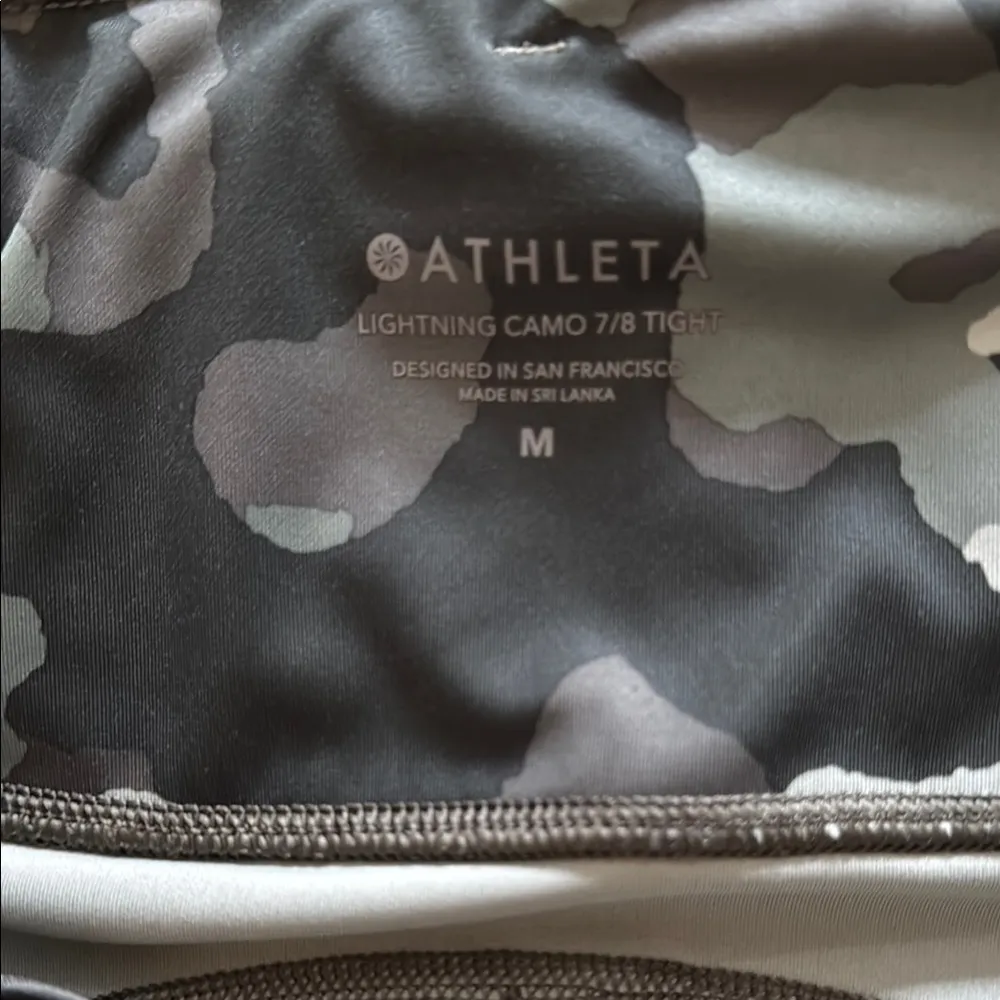 ATHLETA
LIGHTNING CAMO 7/8 TIGHT
DESIGNED IN SAN FRANCISCO
MADE IN SRI LANKA
M